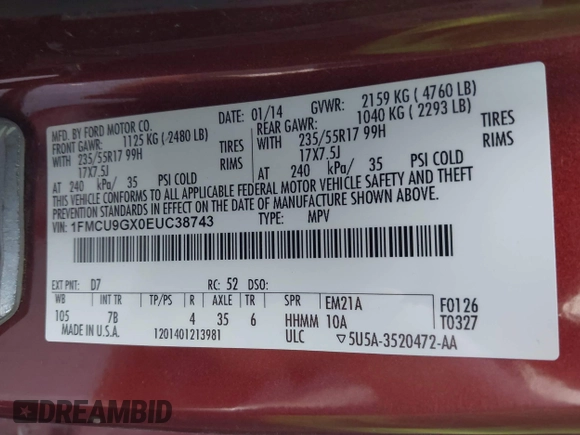 MFD. BY FORD MOTOR CO. DATE: 01/14 GVWR: 2159 KG ( 4760 LB)
FRONT GAWR: 1125 KG ( 2480 LB) REAR GAWR: 1040 KG ( 2293 LB)
WITH 235/55R17 99H TIRES WITH 235/55R17 99H TIRES
17X7.5J RIMS 17X7.5J RIMS
AT 240 kPa/ 35 PSI COLD AT 240 kPa/ 35 PSI COLD
THIS VEHICLE CONFORMS TO ALL APPLICABLE FEDERAL MOTOR VEHICLE SAFETY AND THEFT
PREVENTION STANDARDS IN EFFECT ON THE DATE OF MANUFACTURE SHOWN ABOVE.
VIN: 1FMCU9GX0EUC38743 TYPE: MPV
EXT PNT: D7 RC: 52 DSO:
WB INT TR TP/PS R AXLE TR SPR EM21A F0126
105 7B 4 35 6 HHMM 10A T0327
MADE IN U.S.A. 1201401213981 ULC ▽5U5A-3520472-AA
DREAMBID